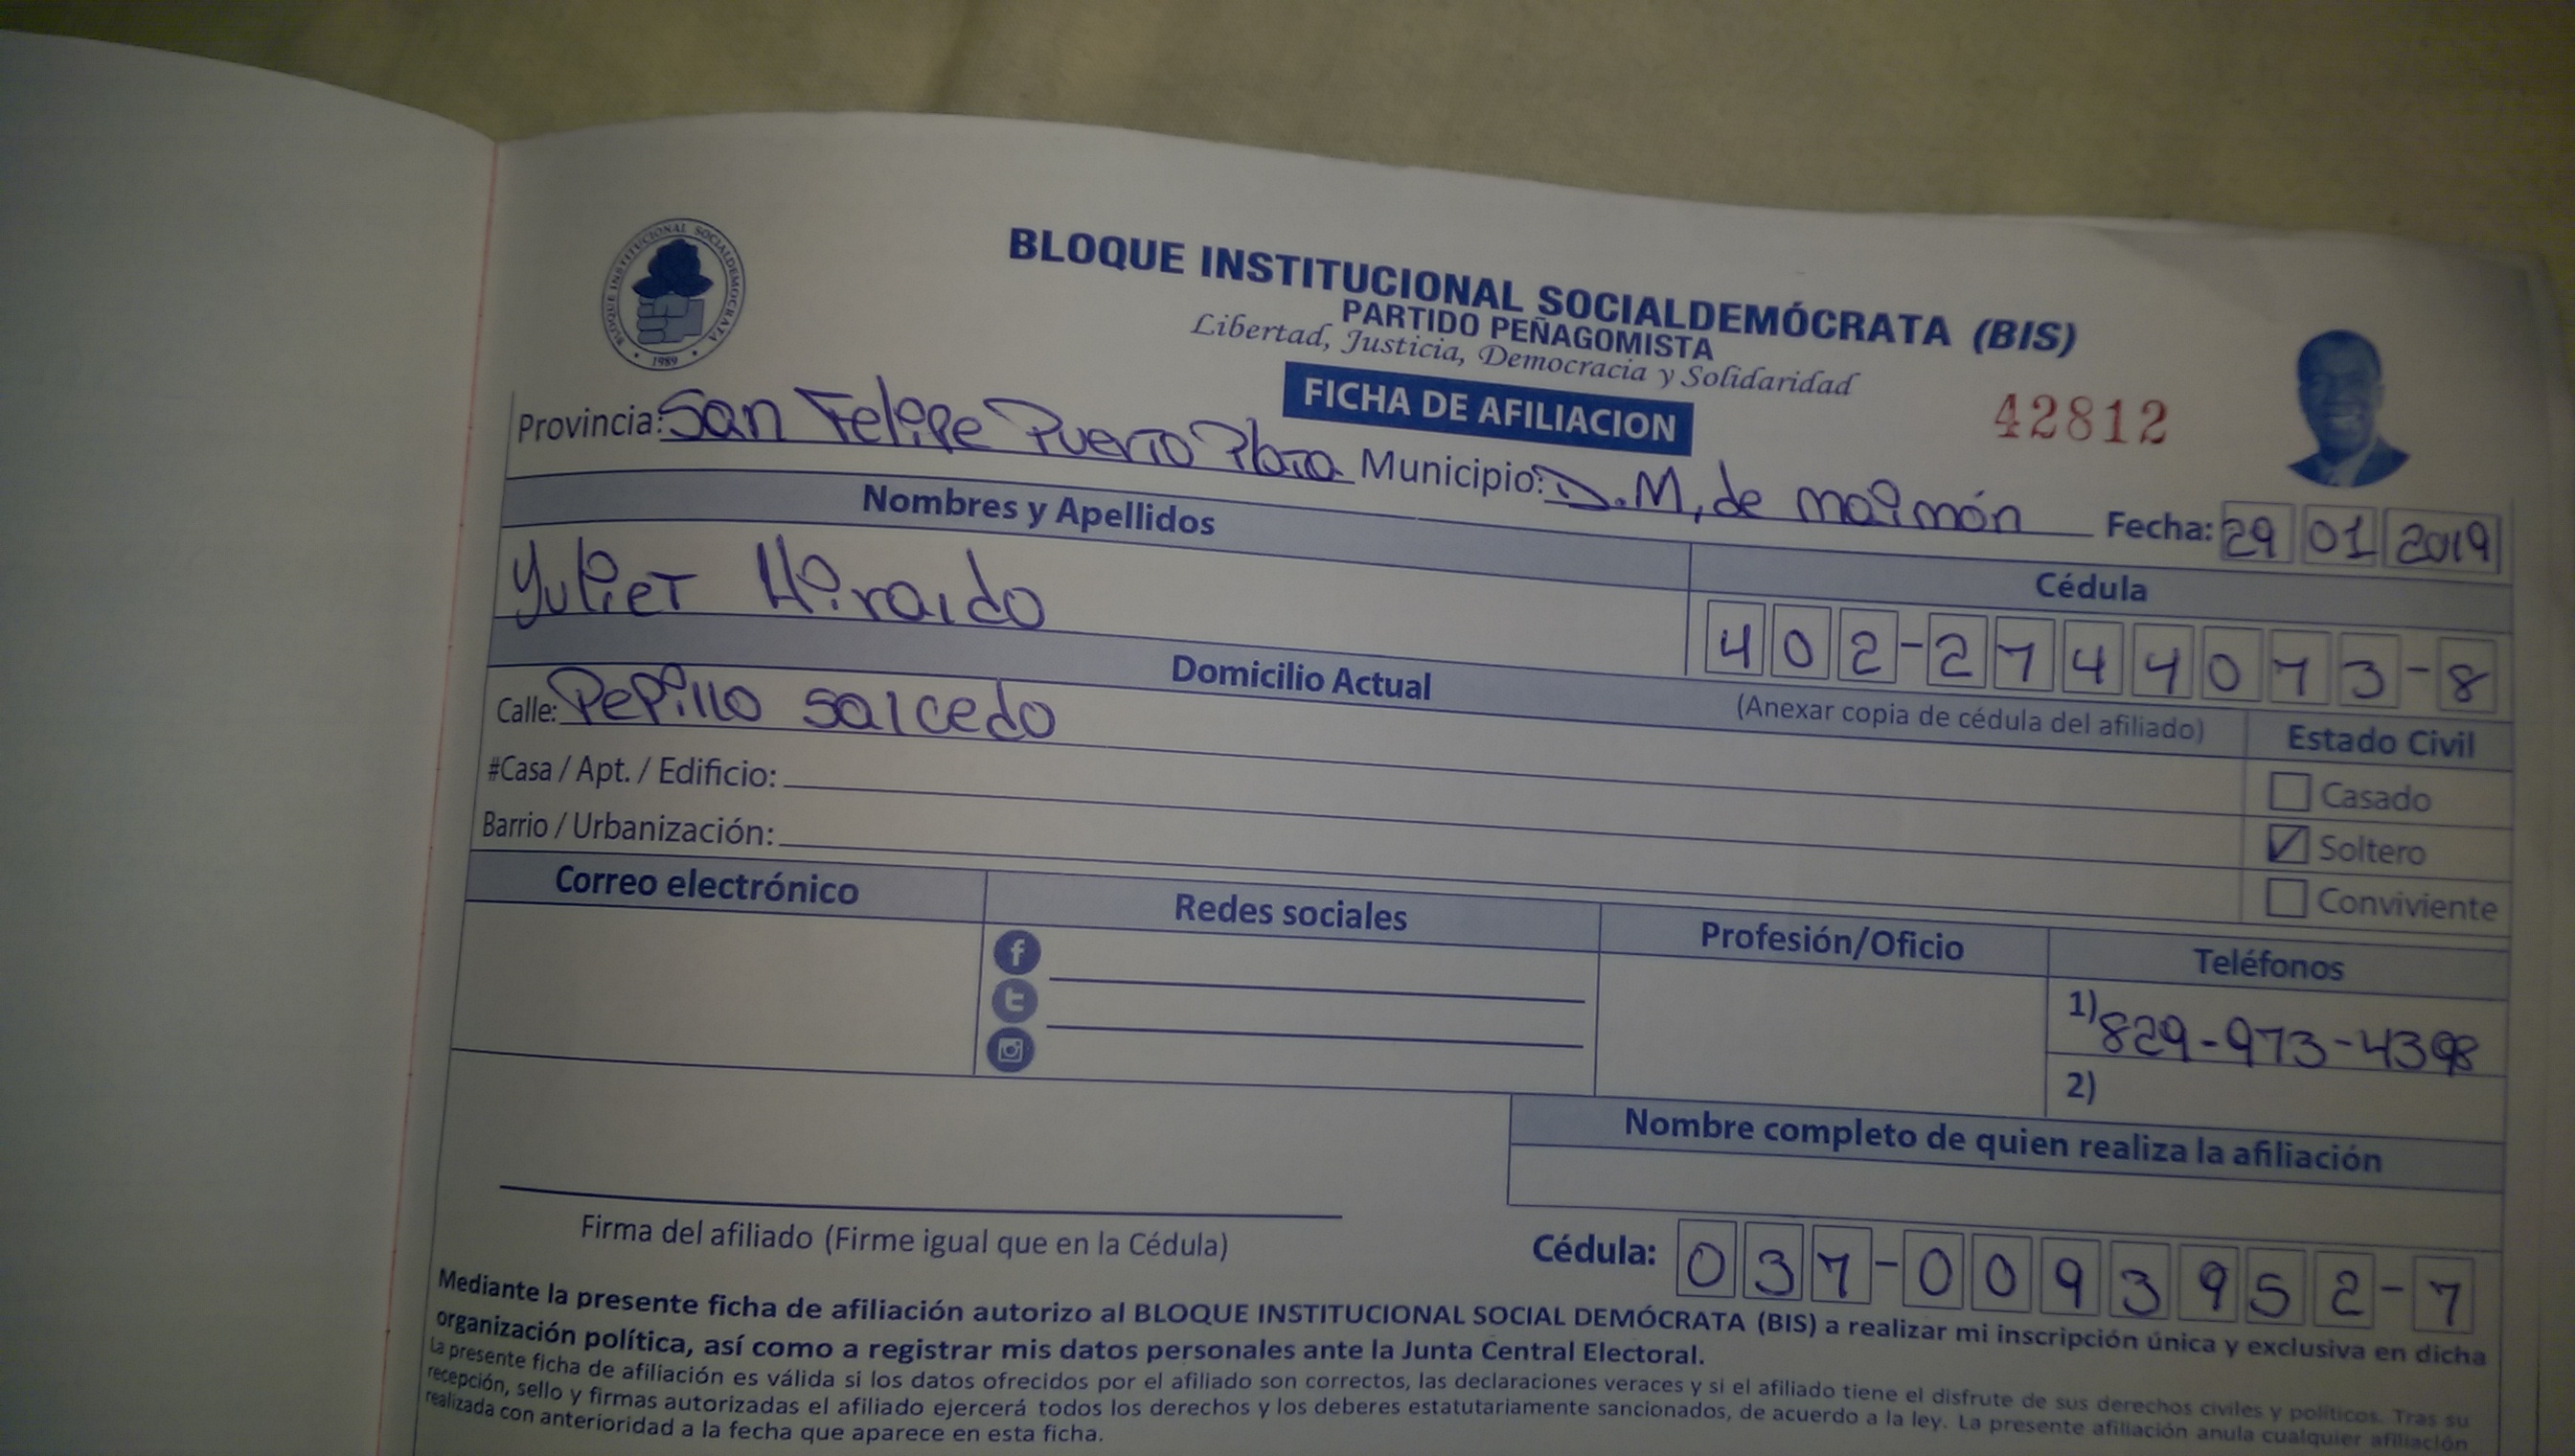 BLOQUE INSTITUCIONAL SOCIALDEMOCRATA
1989
BLOQUE INSTITUCIONAL SOCIALDEMÓCRATA (BIS)
PARTIDO PEÑAGOMISTA
Libertad, Justicia, Democracia y Solidaridad
FICHA DE AFILIACION
42812
Provincia: San Felipe Puerto Plata Municipio: D.M, de maimón Fecha: 29 01 2019
Nombres y Apellidos
Cédula
Yuliet Hiraldo
402-2744073-8
Domicilio Actual
(Anexar copia de cédula del afiliado)
Estado Civil
Calle: Pepillo Salcedo
#Casa / Apt. / Edificio:
Casado
Barrio / Urbanización:
Soltero
Conviviente
Correo electrónico
Redes sociales
Profesión/Oficio
Teléfonos
1) 829-973-4398
2)
Nombre completo de quien realiza la afiliación
Firma del afiliado (Firme igual que en la Cédula)
Cédula: 037-0093952-7
Mediante la presente ficha de afiliación autorizo al BLOQUE INSTITUCIONAL SOCIAL DEMÓCRATA (BIS) a realizar mi inscripción única y exclusiva en dicha
organización política, así como a registrar mis datos personales ante la Junta Central Electoral.
La presente ficha de afiliación es válida si los datos ofrecidos por el afiliado son correctos, las declaraciones veraces y si el afiliado tiene el disfrute de sus derechos civiles y políticos. Tras su
recepción, sello y firmas autorizadas el afiliado ejercerá todos los derechos y los deberes estatutariamente sancionados, de acuerdo a la ley. La presente afiliación anula cualquier afiliación
realizada con anterioridad a la fecha que aparece en esta ficha.